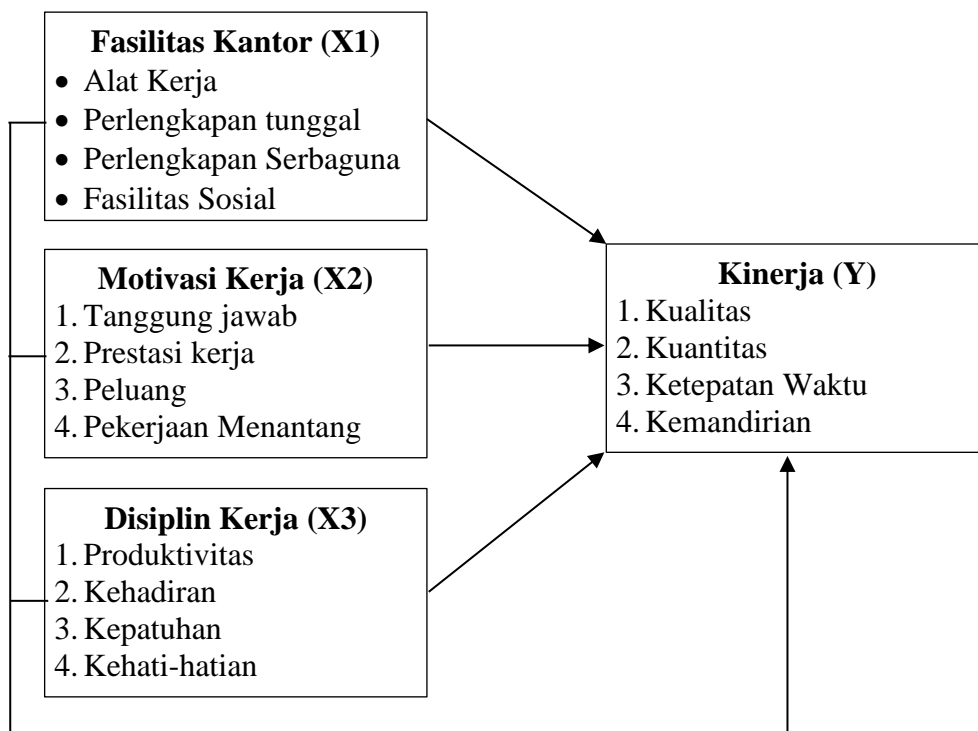 Fasilitas Kantor (X1)
• Alat Kerja
• Perlengkapan tunggal
• Perlengkapan Serbaguna
• Fasilitas Sosial
Motivasi Kerja (X2)
1. Tanggung jawab
2. Prestasi kerja
3. Peluang
4. Pekerjaan Menantang
Disiplin Kerja (X3)
1. Produktivitas
2. Kehadiran
3. Kepatuhan
4. Kehati-hatian
Kinerja (Y)
1. Kualitas
2. Kuantitas
3. Ketepatan Waktu
4. Kemandirian